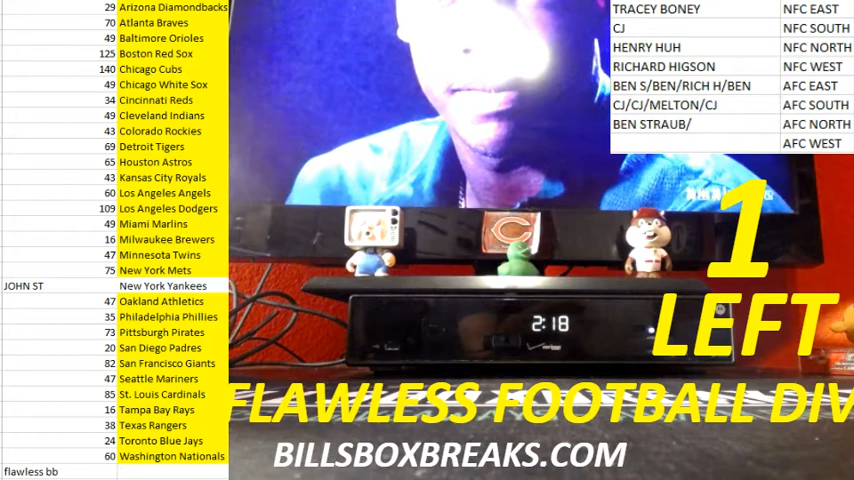 29 Arizona Diamondbacks
70 Atlanta Braves
49 Baltimore Orioles
125 Boston Red Sox
140 Chicago Cubs
49 Chicago White Sox
34 Cincinnati Reds
49 Cleveland Indians
43 Colorado Rockies
69 Detroit Tigers
65 Houston Astros
43 Kansas City Royals
60 Los Angeles Angels
109 Los Angeles Dodgers
49 Miami Marlins
16 Milwaukee Brewers
47 Minnesota Twins
75 New York Mets
JOHN ST New York Yankees
47 Oakland Athletics
35 Philadelphia Phillies
73 Pittsburgh Pirates
20 San Diego Padres
82 San Francisco Giants
47 Seattle Mariners
85 St. Louis Cardinals
16 Tampa Bay Rays
38 Texas Rangers
24 Toronto Blue Jays
60 Washington Nationals
flawless bb
TRACEY BONEY NFC EAST
CJ NFC SOUTH
HENRY HUH NFC NORTH
RICHARD HIGSON NFC WEST
BEN S/BEN/RICH H/BEN AFC EAST
CJ/CJ/MELTON/CJ AFC SOUTH
BEN STRAUB/ AFC NORTH
AFC WEST
1
LEFT
2:18
verizon
FLAWLESS FOOTBALL DIV
BILLSBOXBREAKS.COM